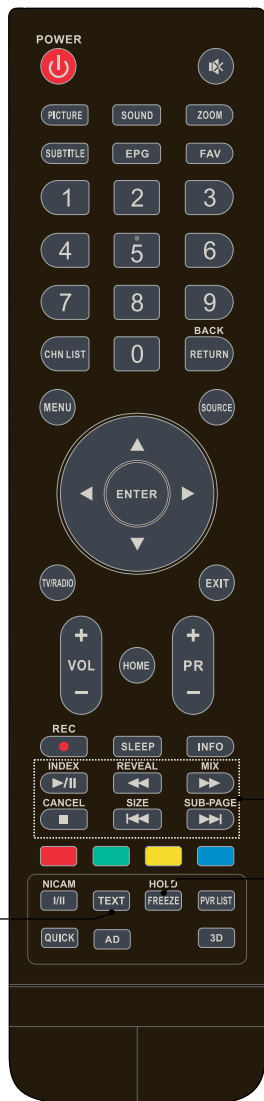 POWER
PICTURE SOUND ZOOM
SUBTITLE EPG FAV
1 2 3
4 5 6
7 8 9
BACK
CHN LIST 0 RETURN
MENU SOURCE
ENTER
TV/RADIO EXIT
+ +
VOL HOME PR
− −
REC
SLEEP INFO
INDEX REVEAL MIX
CANCEL SIZE SUB-PAGE
NICAM HOLD
I/II TEXT FREEZE PVR LIST
QUICK AD 3D